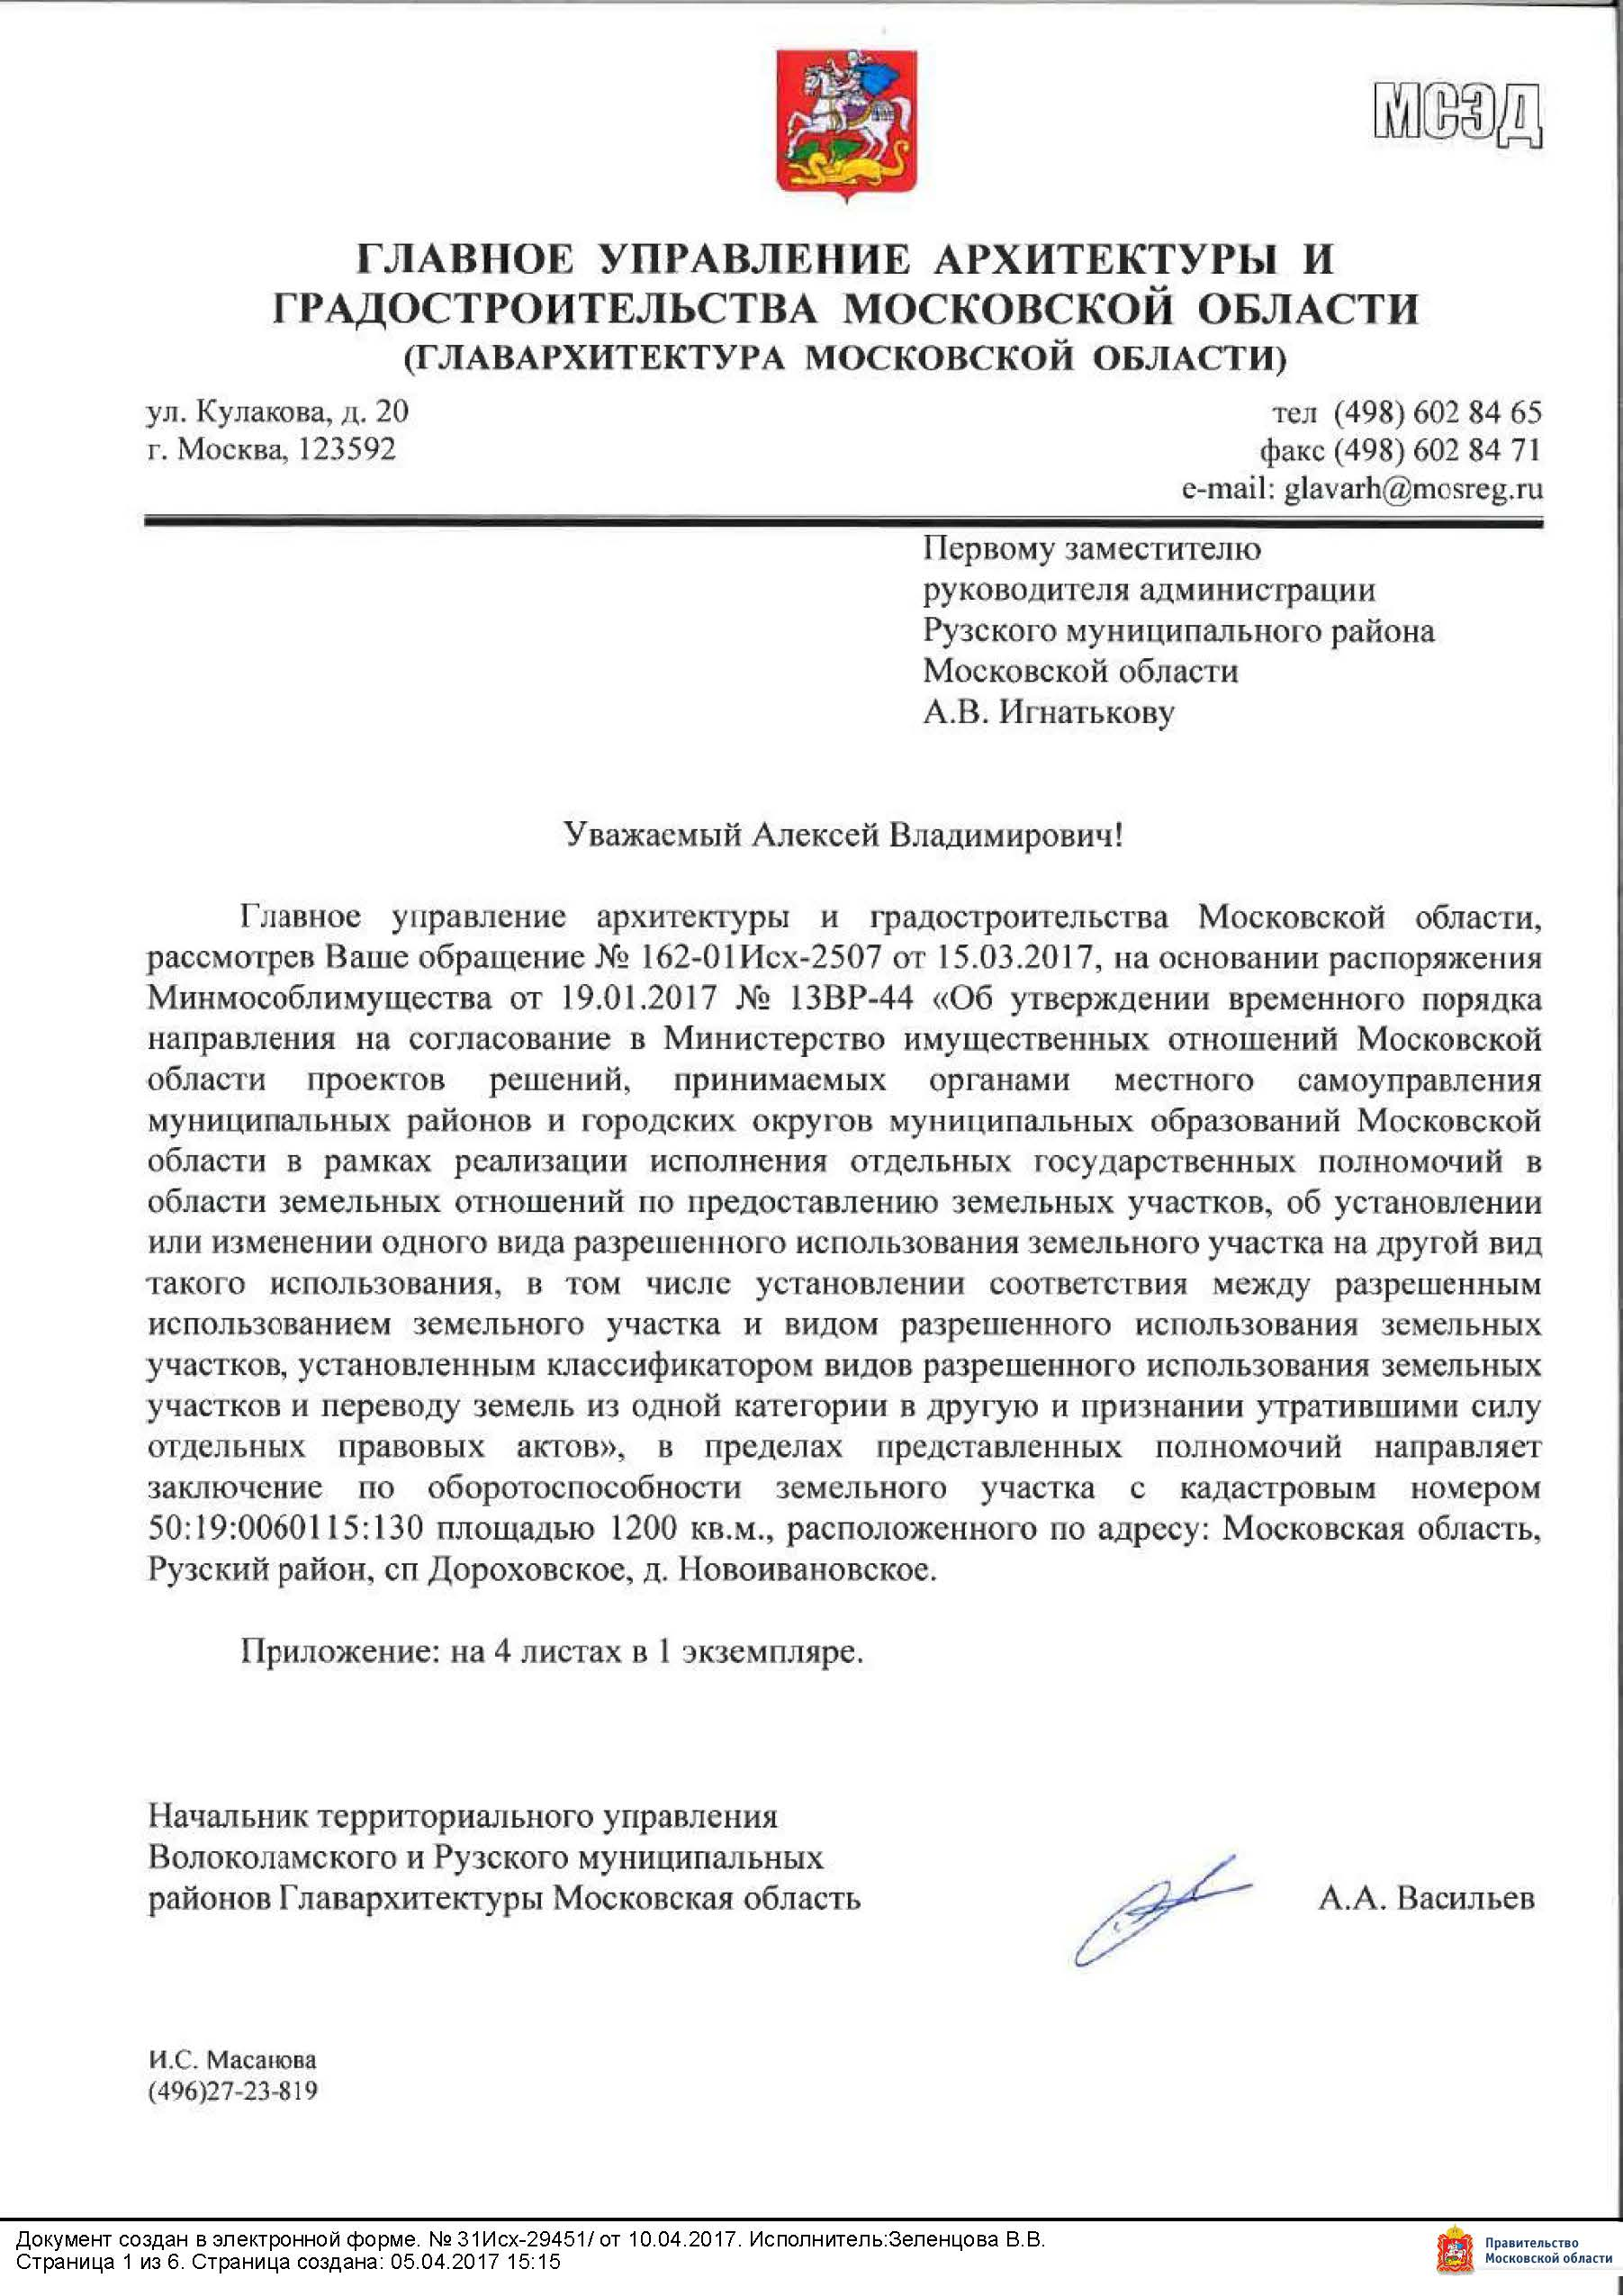 МСЭД
ГЛАВНОЕ УПРАВЛЕНИЕ АРХИТЕКТУРЫ И
ГРАДОСТРОИТЕЛЬСТВА МОСКОВСКОЙ ОБЛАСТИ
(ГЛАВАРХИТЕКТУРА МОСКОВСКОЙ ОБЛАСТИ)
ул. Кулакова, д. 20
г. Москва, 123592
тел (498) 602 84 65
факс (498) 602 84 71
e-mail: glavarh@mosreg.ru
Первому заместителю
руководителя администрации
Рузского муниципального района
Московской области
А.В. Игнатькову
Уважаемый Алексей Владимирович!
Главное управление архитектуры и градостроительства Московской области,
рассмотрев Ваше обращение № 162-01Исх-2507 от 15.03.2017, на основании распоряжения
Минмособлимущества от 19.01.2017 № 13ВР-44 «Об утверждении временного порядка
направления на согласование в Министерство имущественных отношений Московской
области проектов решений, принимаемых органами местного самоуправления
муниципальных районов и городских округов муниципальных образований Московской
области в рамках реализации исполнения отдельных государственных полномочий в
области земельных отношений по предоставлению земельных участков, об установлении
или изменении одного вида разрешенного использования земельного участка на другой вид
такого использования, в том числе установлении соответствия между разрешенным
использованием земельного участка и видом разрешенного использования земельных
участков, установленным классификатором видов разрешенного использования земельных
участков и переводу земель из одной категории в другую и признании утратившими силу
отдельных правовых актов», в пределах представленных полномочий направляет
заключение по оборотоспособности земельного участка с кадастровым номером
50:19:0060115:130 площадью 1200 кв.м., расположенного по адресу: Московская область,
Рузский район, сп Дороховское, д. Новоивановское.
Приложение: на 4 листах в 1 экземпляре.
Начальник территориального управления
Волоколамского и Рузского муниципальных
районов Главархитектуры Московская область
А.А. Васильев
И.С. Масанова
(496)27-23-819
Документ создан в электронной форме. № 31Исх-29451/ от 10.04.2017. Исполнитель:Зеленцова В.В.
Страница 1 из 6. Страница создана: 05.04.2017 15:15
Правительство
Московской области